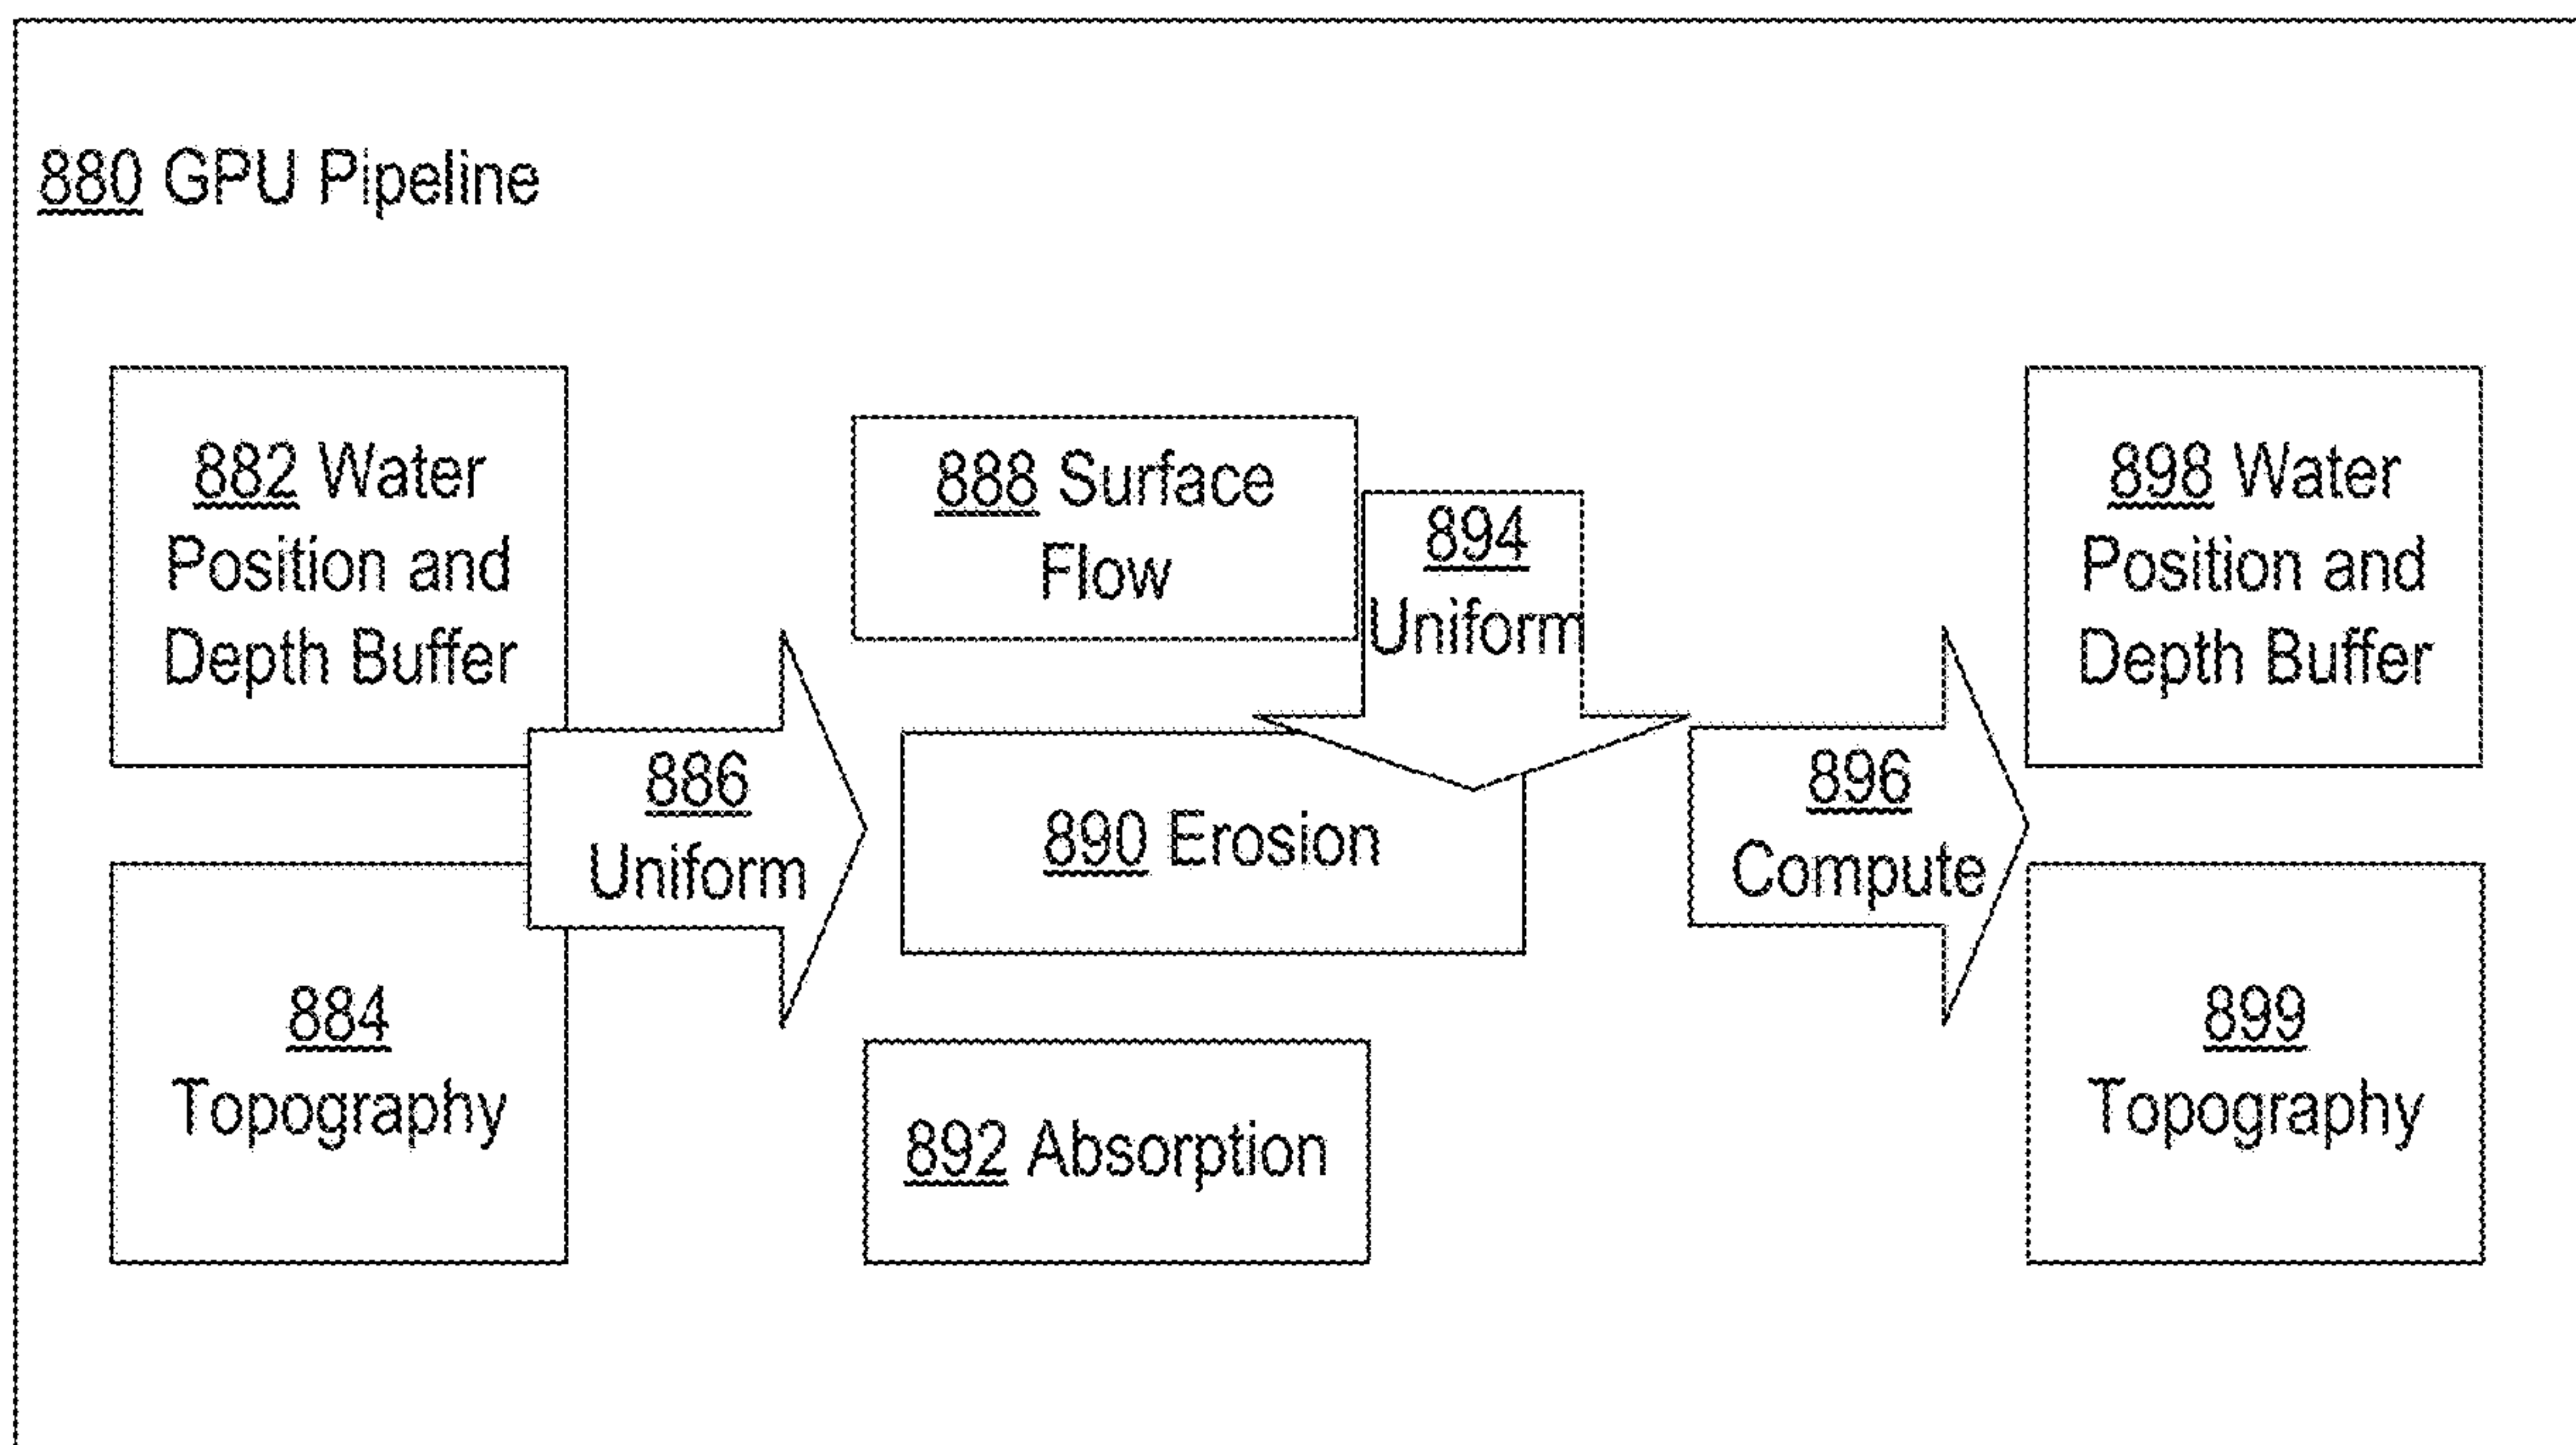 880 GPU Pipeline
882 Water
Position and
Depth Buffer
884
Topography
886
Uniform
888 Surface
Flow
894
Uniform
890 Erosion
892 Absorption
896
Compute
898 Water
Position and
Depth Buffer
899
Topography